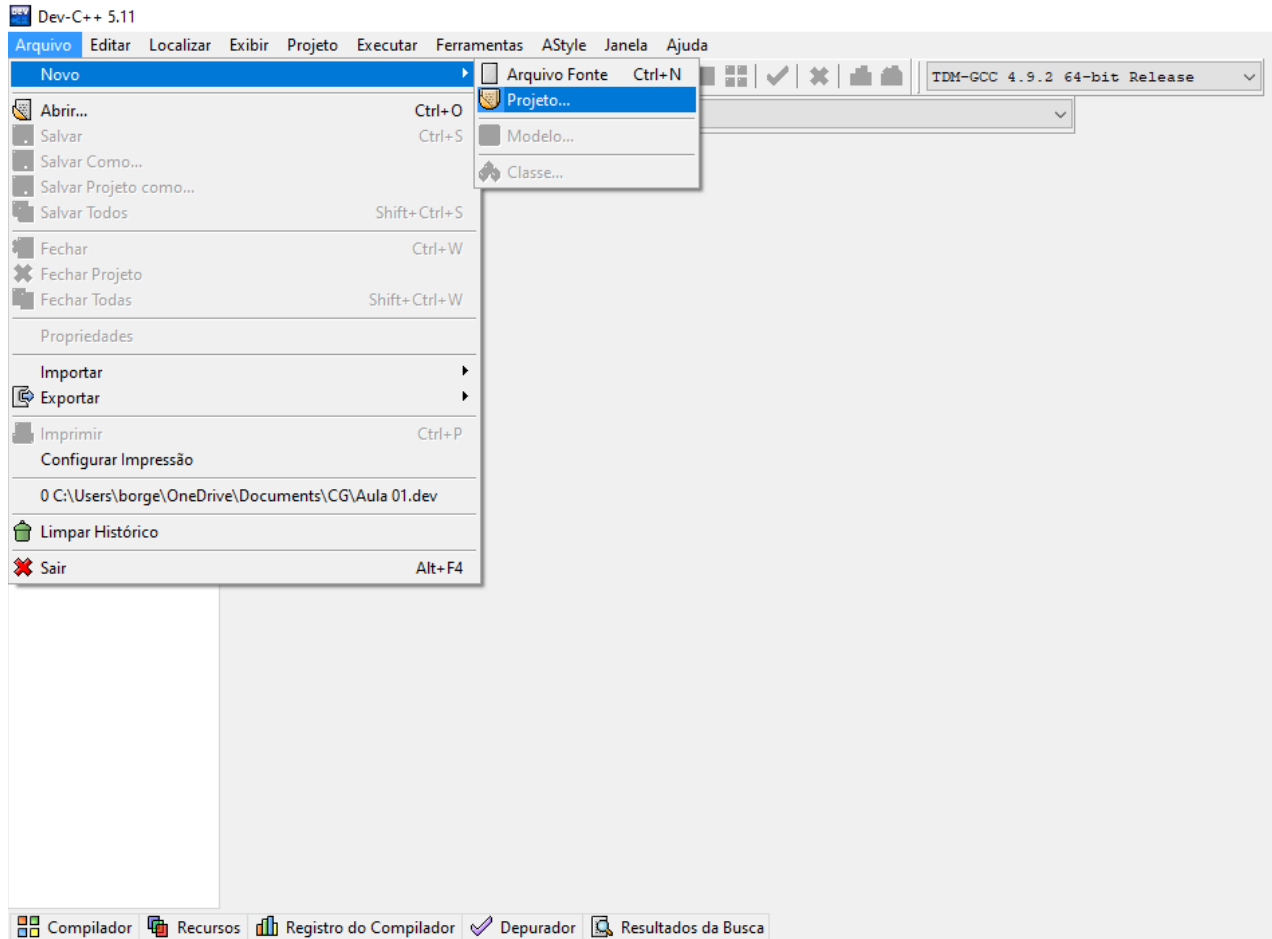 Dev-C++ 5.11
Arquivo Editar Localizar Exibir Projeto Executar Ferramentas AStyle Janela Ajuda
Novo
Arquivo Fonte Ctrl+N
TDM-GCC 4.9.2 64-bit Release
Projeto...
Abrir... Ctrl+O
Salvar Ctrl+S
Modelo...
Salvar Como...
Classe...
Salvar Projeto como...
Salvar Todos Shift+Ctrl+S
Fechar Ctrl+W
Fechar Projeto
Fechar Todas Shift+Ctrl+W
Propriedades
Importar
Exportar
Imprimir Ctrl+P
Configurar Impressão
0 C:\Users\borge\OneDrive\Documents\CG\Aula 01.dev
Limpar Histórico
Sair Alt+F4
Compilador Recursos Registro do Compilador Depurador Resultados da Busca